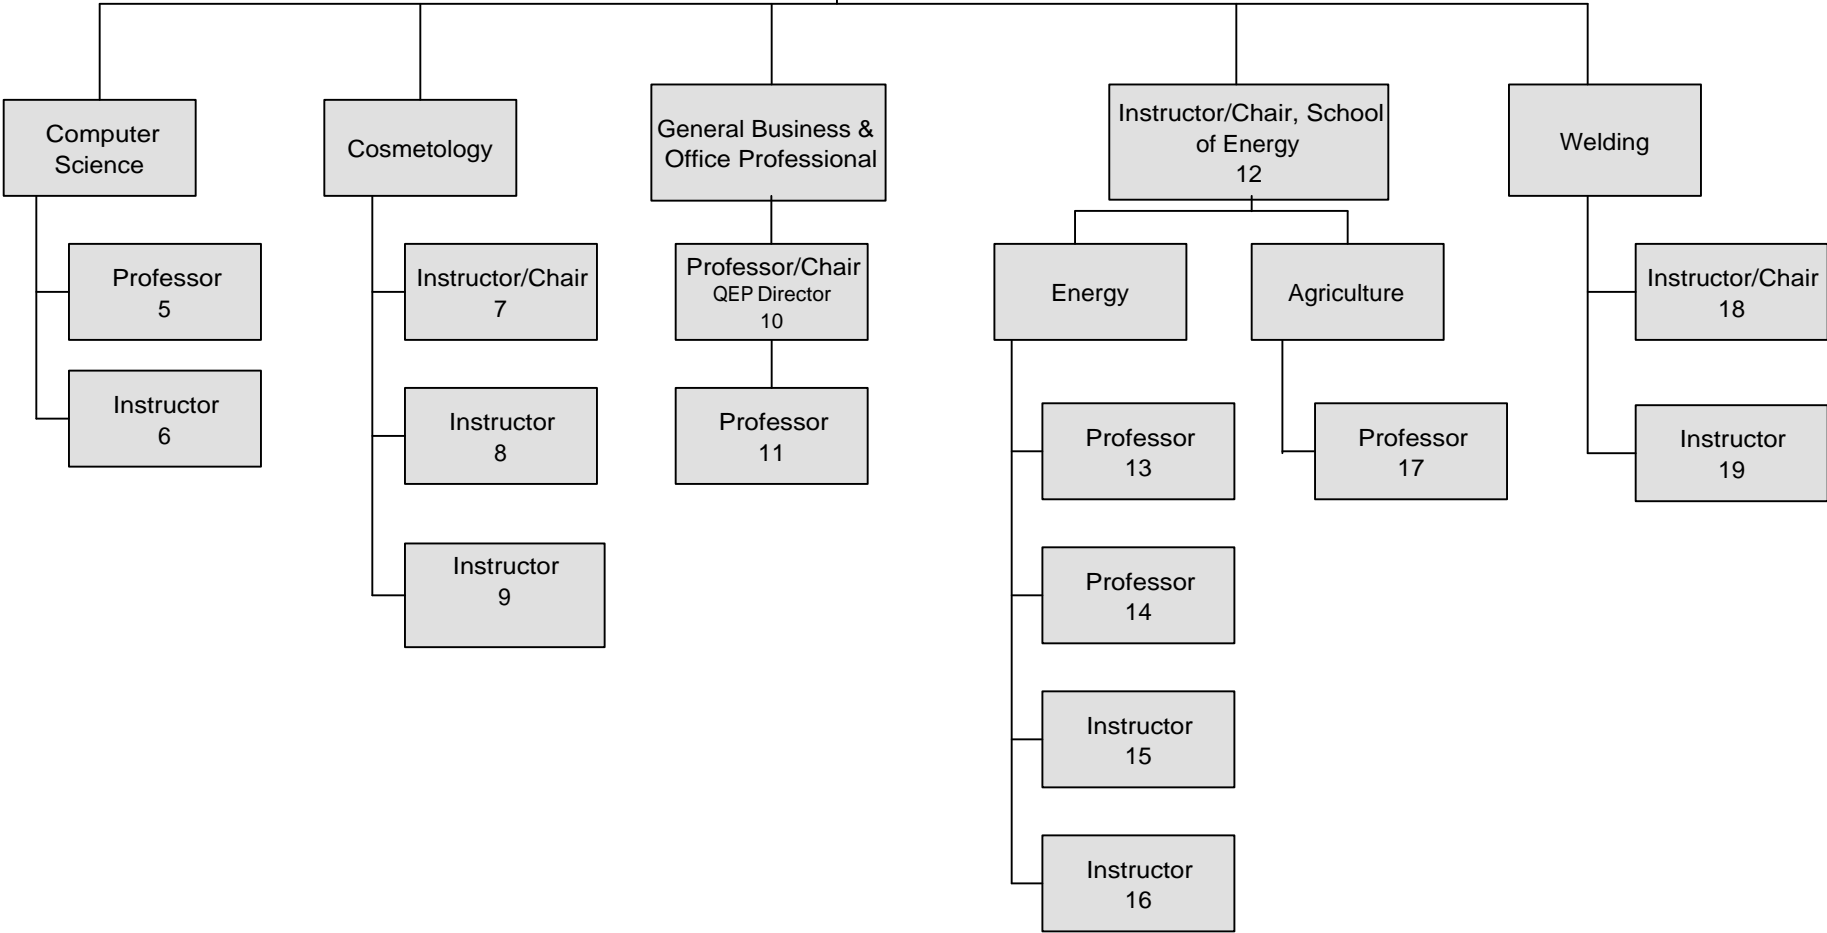 Computer
Science
Cosmetology
General Business &
Office Professional
Instructor/Chair, School
of Energy
12
Welding
Professor
5
Instructor/Chair
7
Professor/Chair
QEP Director
10
Energy
Agriculture
Instructor/Chair
18
Instructor
6
Instructor
8
Professor
11
Professor
13
Professor
17
Instructor
19
Instructor
9
Professor
14
Instructor
15
Instructor
16